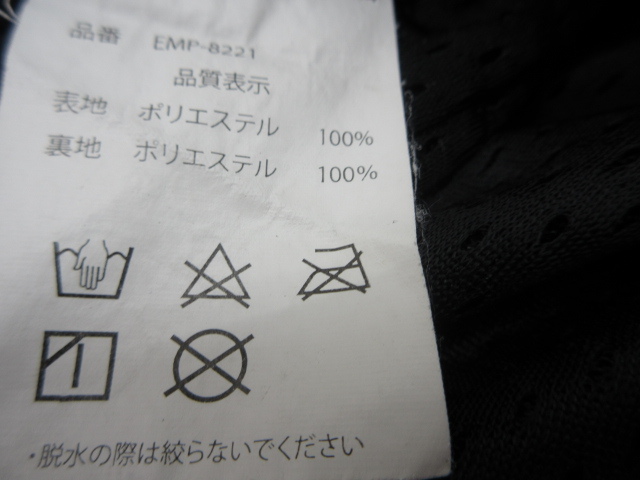 品番 EMP-8221
品質表示
表地 ポリエステル 100%
裏地 ポリエステル 100%
・脱水の際は絞らないでください